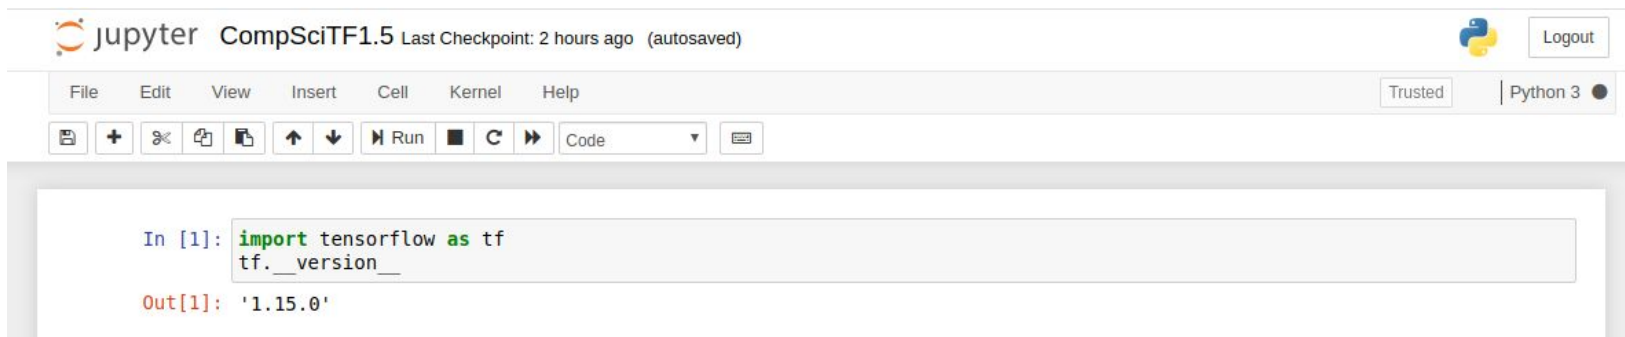 jupyter CompSciTF1.5 Last Checkpoint: 2 hours ago (autosaved) Logout
File Edit View Insert Cell Kernel Help Trusted Python 3
Run Code
In [1]: import tensorflow as tf
tf.__version__
Out[1]: '1.15.0'